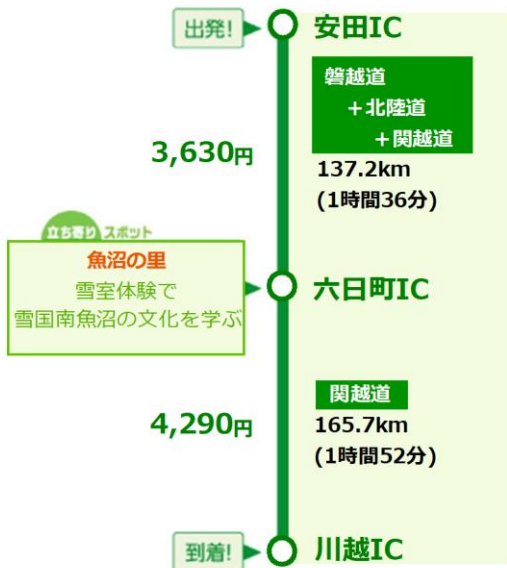 出発!
安田IC
磐越道
+北陸道
+関越道
3,630円
137.2km
(1時間36分)
立ち寄り スポット
魚沼の里
雪室体験で
雪国南魚沼の文化を学ぶ
六日町IC
関越道
4,290円
165.7km
(1時間52分)
到着!
川越IC